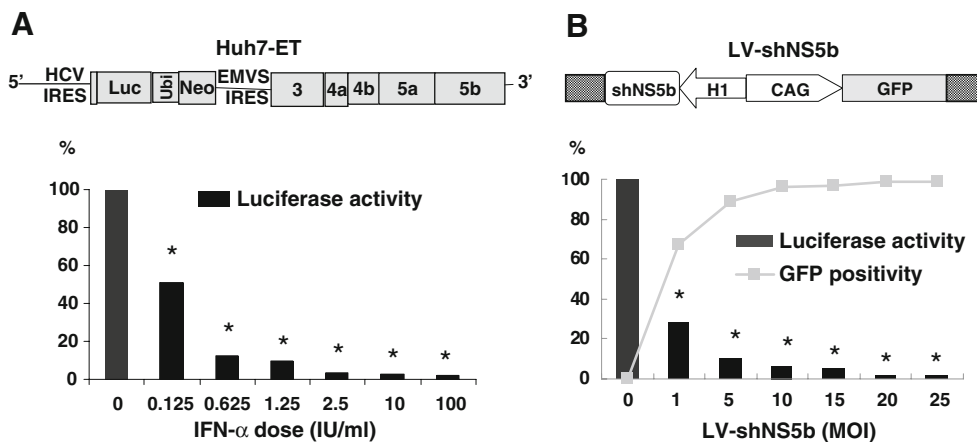 A
Huh7-ET
5' HCV IRES Luc Ubi Neo EMVS IRES 3 4a 4b 5a 5b 3'
%
Luciferase activity
100
80
60
40
20
0
* * * * * *
0 0.125 0.625 1.25 2.5 10 100
IFN-α dose (IU/ml)
B
LV-shNS5b
shNS5b H1 CAG GFP
%
100
80
60
40
20
0
Luciferase activity
GFP positivity
* * * * * *
0 1 5 10 15 20 25
LV-shNS5b (MOI)